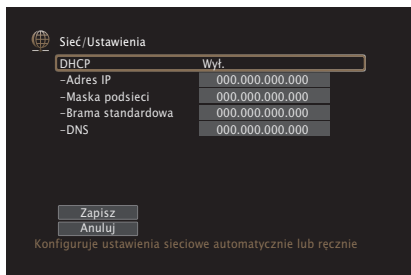 Sieć/Ustawienia
DHCP Wył.
–Adres IP 000.000.000.000
–Maska podsieci 000.000.000.000
–Brama standardowa 000.000.000.000
–DNS 000.000.000.000
Zapisz
Anuluj
Konfiguruje ustawienia sieciowe automatycznie lub ręcznie